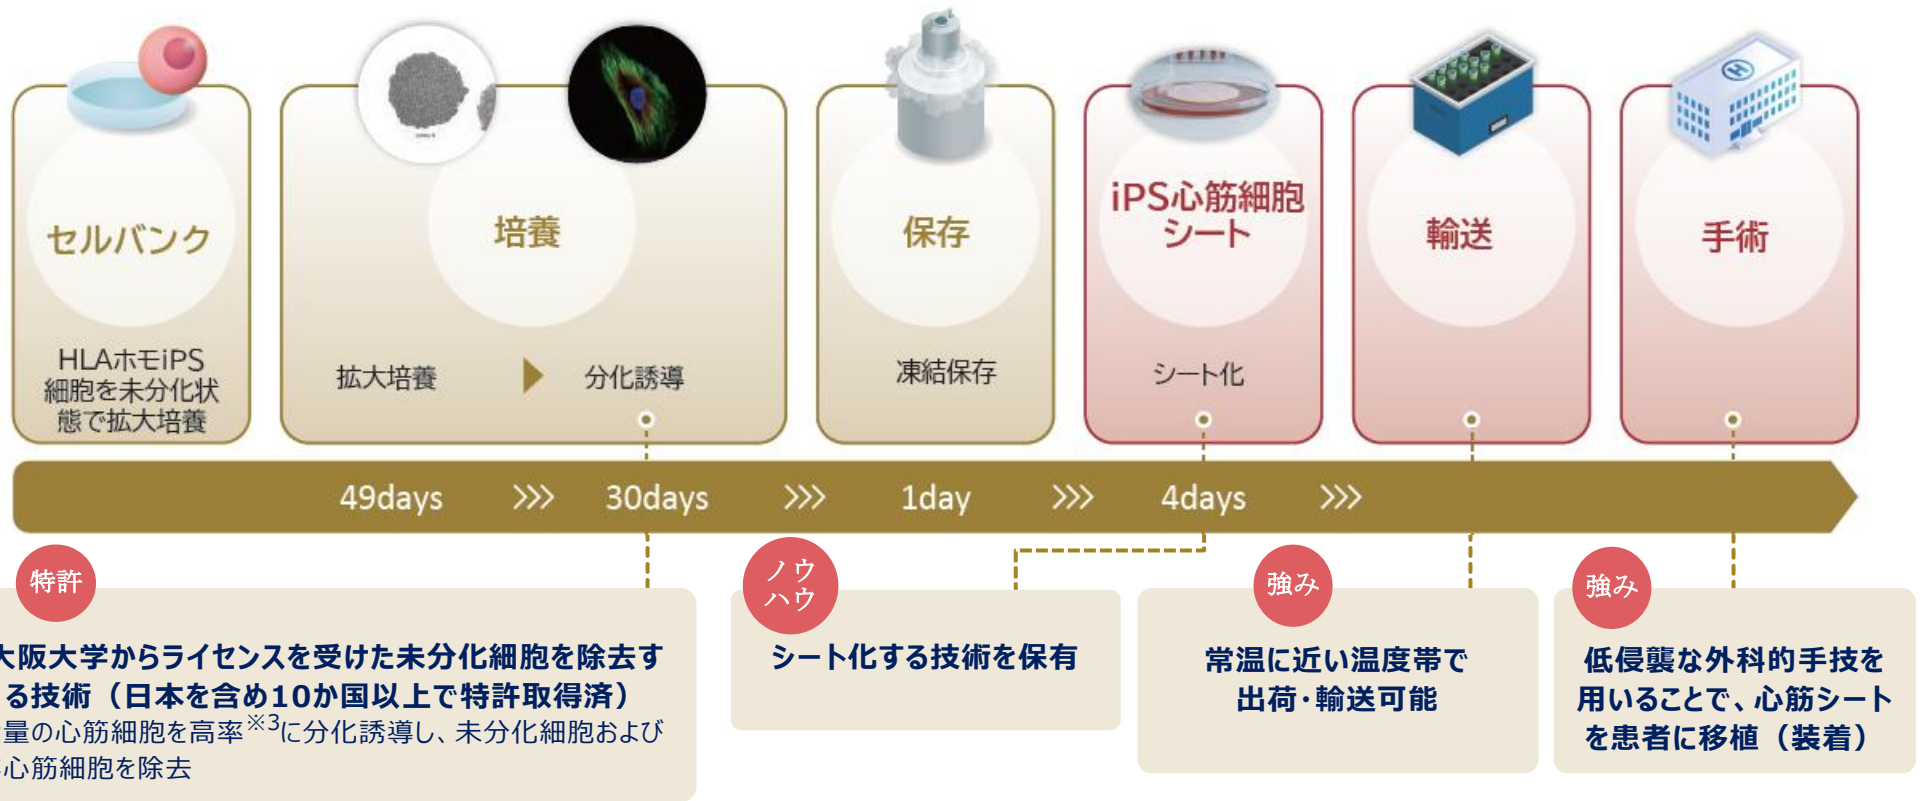 セルバンク
HLAホモiPS
細胞を未分化状
態で拡大培養
培養
拡大培養
分化誘導
保存
凍結保存
iPS心筋細胞
シート
シート化
輸送
手術
49days >>> 30days >>> 1day >>> 4days >>>
特許
大阪大学からライセンスを受けた未分化細胞を除去す
る技術（日本を含め10か国以上で特許取得済）
量の心筋細胞を高率※3に分化誘導し、未分化細胞および
心筋細胞を除去
ノウ
ハウ
シート化する技術を保有
強み
常温に近い温度帯で
出荷・輸送可能
強み
低侵襲な外科的手技を
用いることで、心筋シート
を患者に移植（装着）